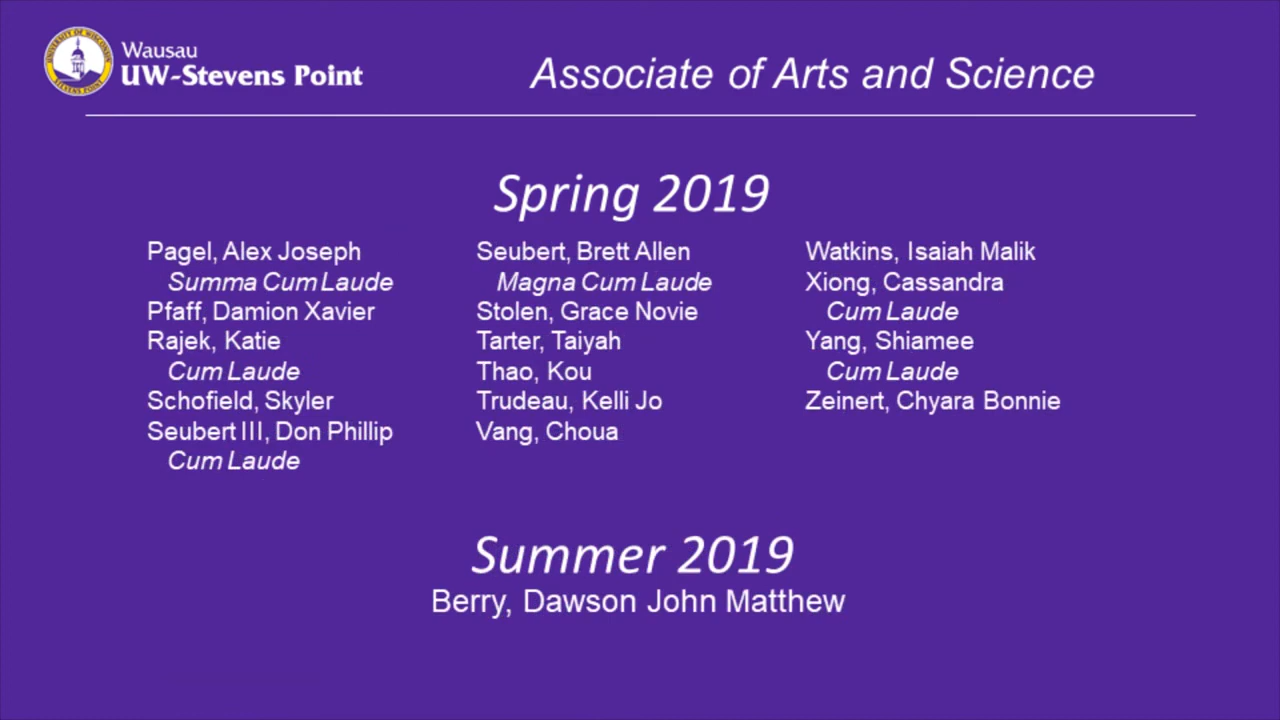 Wausau
UW-Stevens Point
Associate of Arts and Science
Spring 2019
Pagel, Alex Joseph
Summa Cum Laude
Pfaff, Damion Xavier
Rajek, Katie
Cum Laude
Schofield, Skyler
Seubert III, Don Phillip
Cum Laude
Seubert, Brett Allen
Magna Cum Laude
Stolen, Grace Novie
Tarter, Taiyah
Thao, Kou
Trudeau, Kelli Jo
Vang, Choua
Watkins, Isaiah Malik
Xiong, Cassandra
Cum Laude
Yang, Shiamee
Cum Laude
Zeinert, Chyara Bonnie
Summer 2019
Berry, Dawson John Matthew